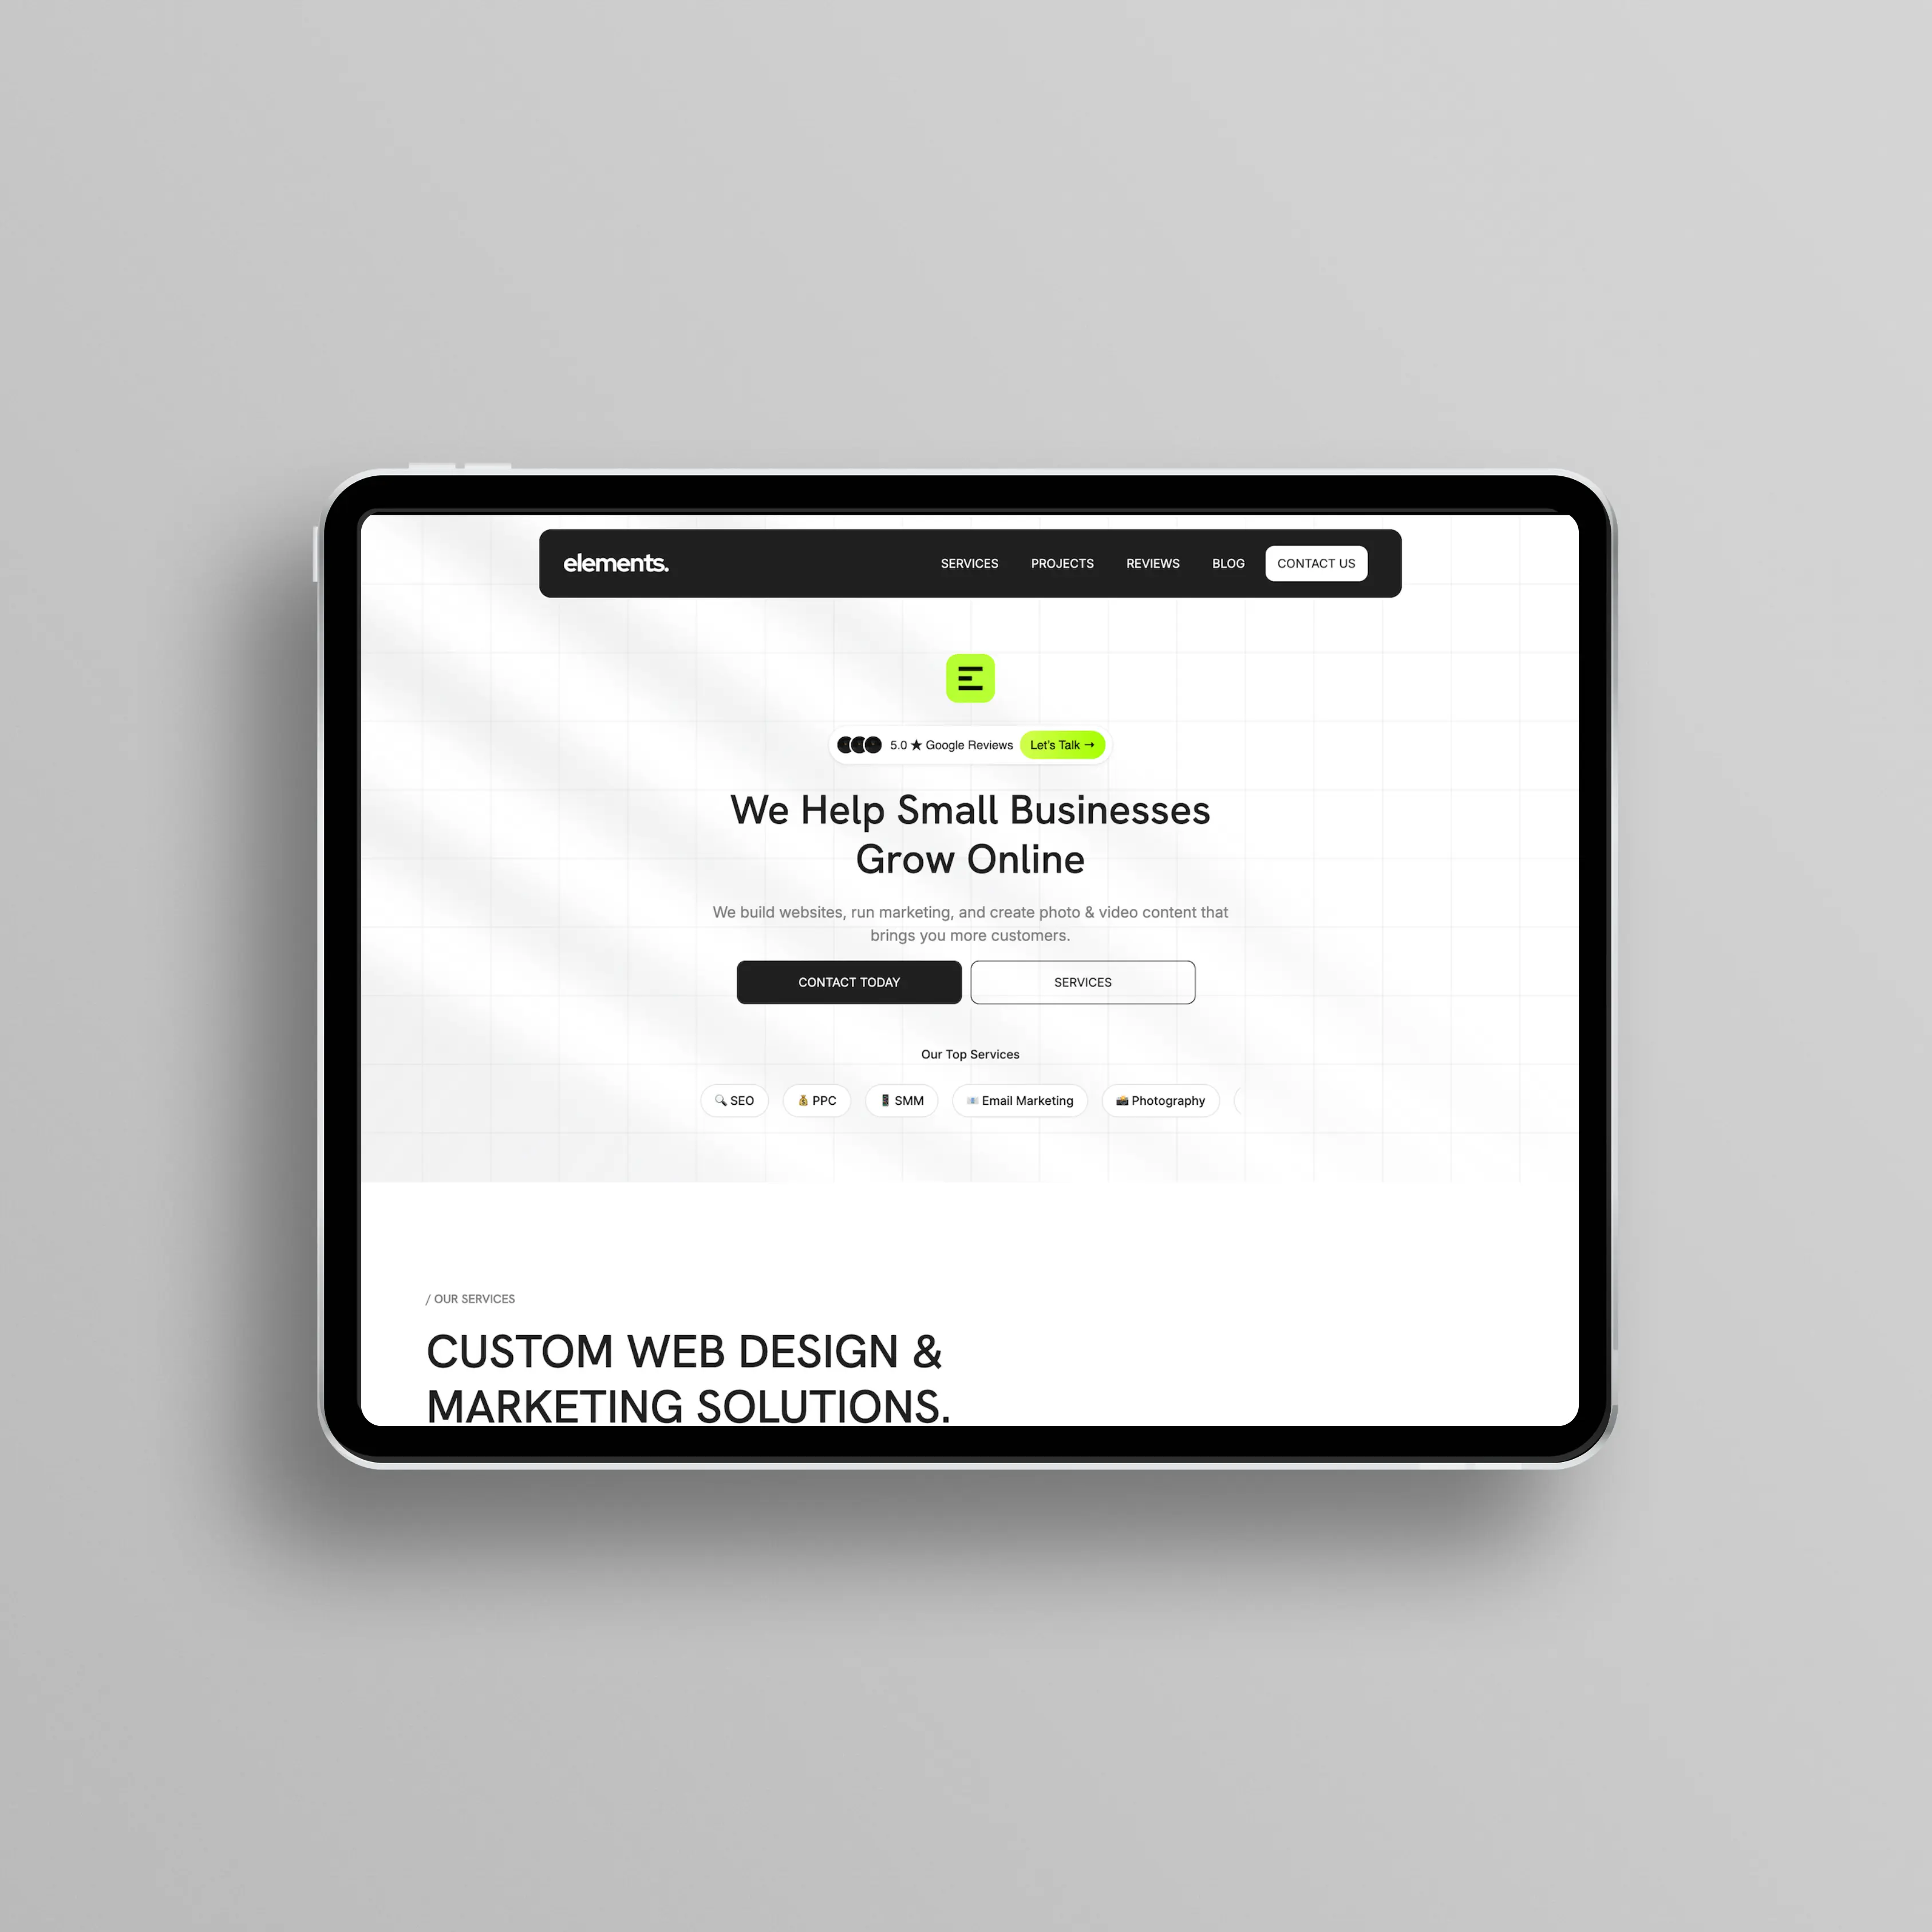 elements.
SERVICES PROJECTS REVIEWS BLOG CONTACT US
5.0 ★ Google Reviews Let's Talk →
We Help Small Businesses
Grow Online
We build websites, run marketing, and create photo & video content that
brings you more customers.
CONTACT TODAY SERVICES
Our Top Services
🔍 SEO 💰 PPC 📱 SMM 📧 Email Marketing 📸 Photography
/ OUR SERVICES
CUSTOM WEB DESIGN &
MARKETING SOLUTIONS.